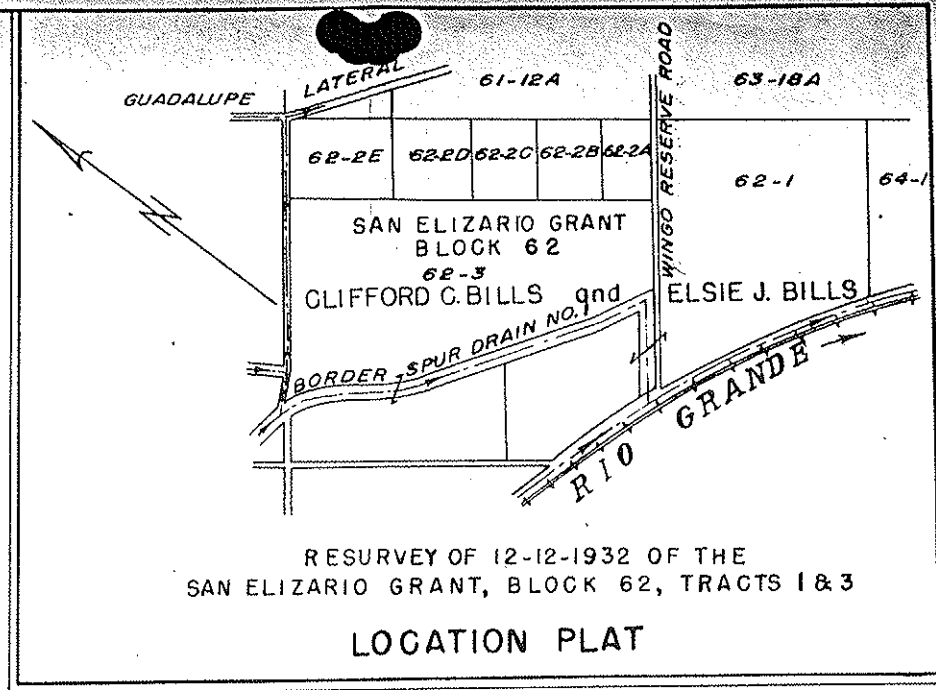 GUADALUPE LATERAL
61-12A
63-18A
WINGO RESERVE ROAD
62-2E
62-2D
62-2C
62-2B
62-2A
62-1
64-1
SAN ELIZARIO GRANT
BLOCK 62
62-3
CLIFFORD C. BILLS and ELSIE J. BILLS
BORDER SPUR DRAIN NO. 1
RIO GRANDE
RESURVEY OF 12-12-1932 OF THE
SAN ELIZARIO GRANT, BLOCK 62, TRACTS 1 & 3
LOCATION PLAT